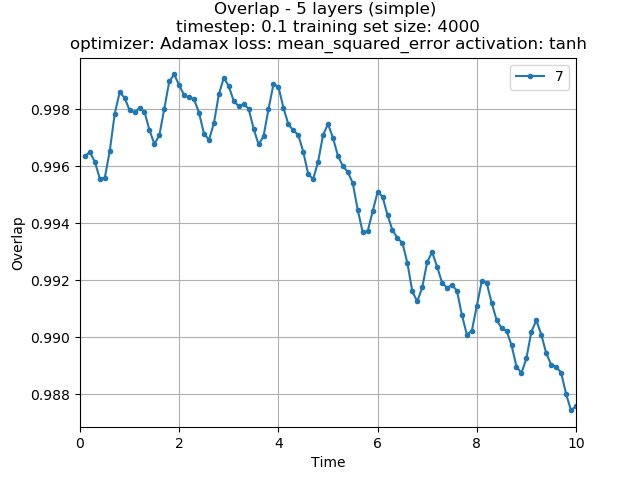 Overlap - 5 layers (simple)
timestep: 0.1 training set size: 4000
optimizer: Adamax loss: mean_squared_error activation: tanh
7
0.998
0.996
0.994
0.992
0.990
0.988
Overlap
0 2 4 6 8 10
Time